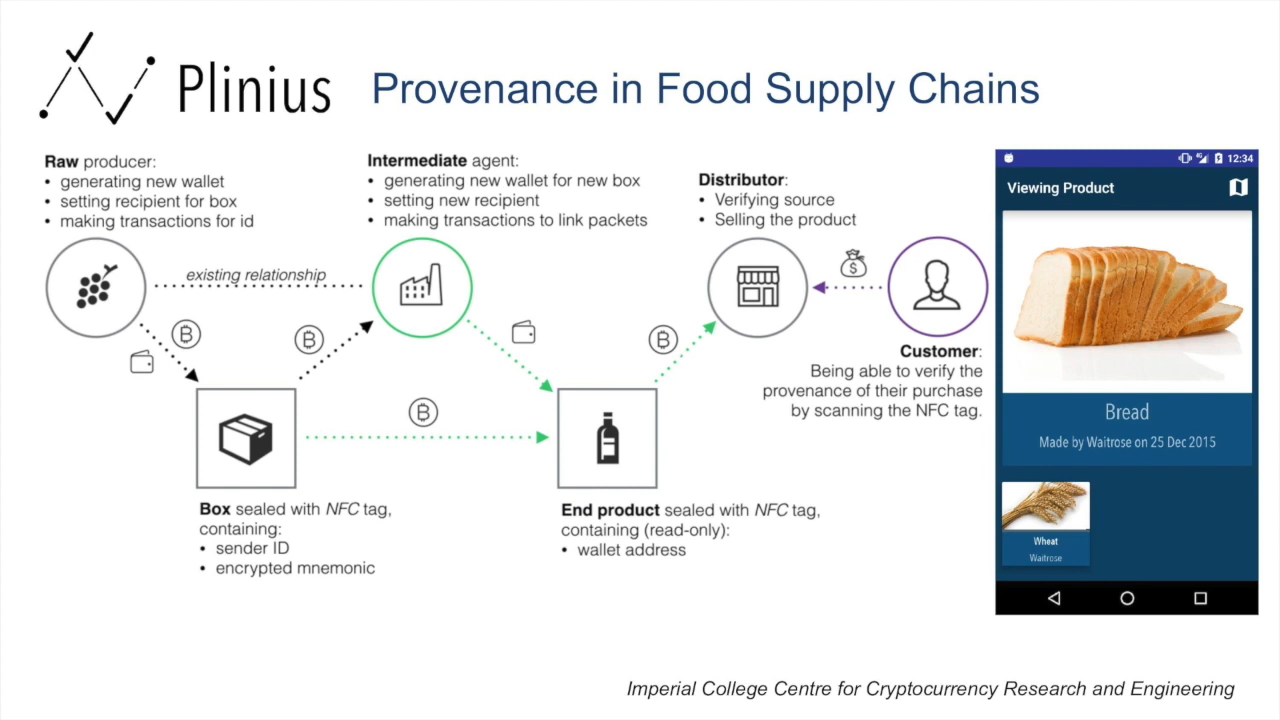 Plinius
Provenance in Food Supply Chains
Raw producer:
• generating new wallet
• setting recipient for box
• making transactions for id
Intermediate agent:
• generating new wallet for new box
• setting new recipient
• making transactions to link packets
Distributor:
• Verifying source
• Selling the product
existing relationship
Customer:
Being able to verify the
provenance of their purchase
by scanning the NFC tag.
Box sealed with NFC tag,
containing:
• sender ID
• encrypted mnemonic
End product sealed with NFC tag,
containing (read-only):
• wallet address
12:34
Viewing Product
Bread
Made by Waitrose on 25 Dec 2015
Wheat
Waitrose
Imperial College Centre for Cryptocurrency Research and Engineering